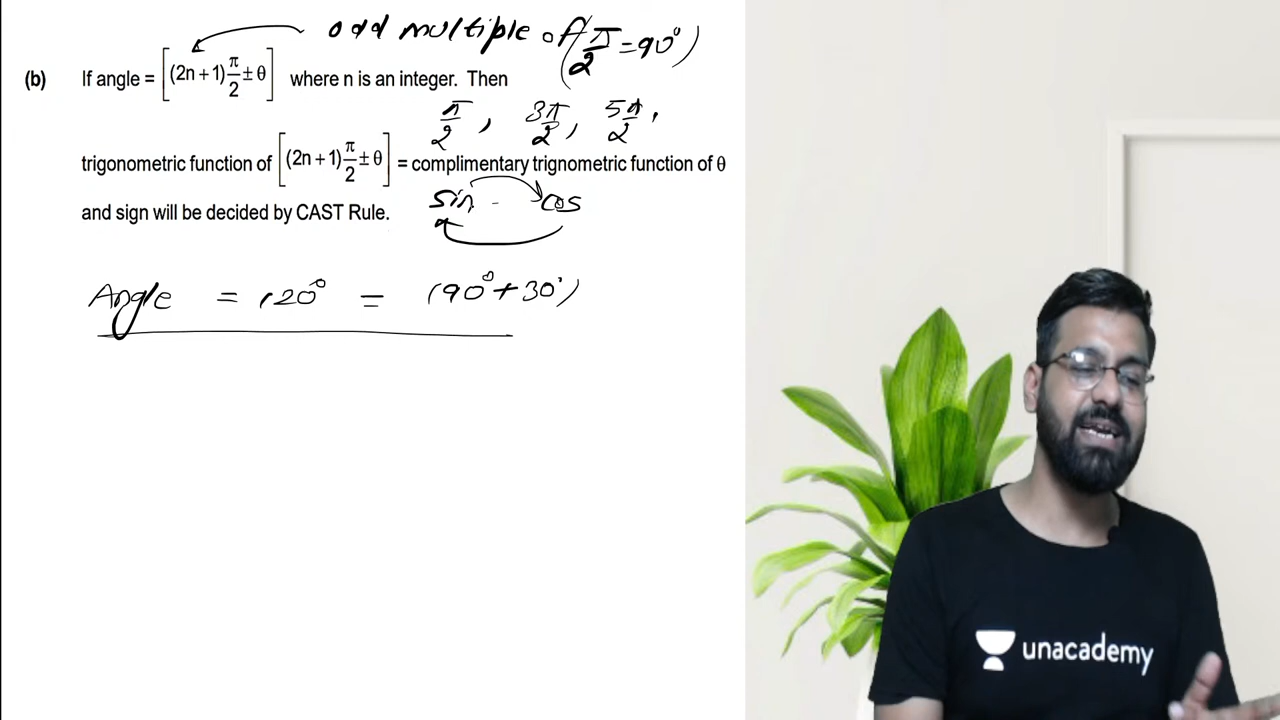 odd multiple of (π/2 = 90°)
(b) If angle = [(2n + 1) π/2 ± θ] where n is an integer. Then
π/2, 3π/2, 5π/2,
trigonometric function of [(2n + 1) π/2 ± θ] = complimentary trignometric function of θ
and sign will be decided by CAST Rule. sin - cos
Angle = 120° = (90° + 30°)
unacademy